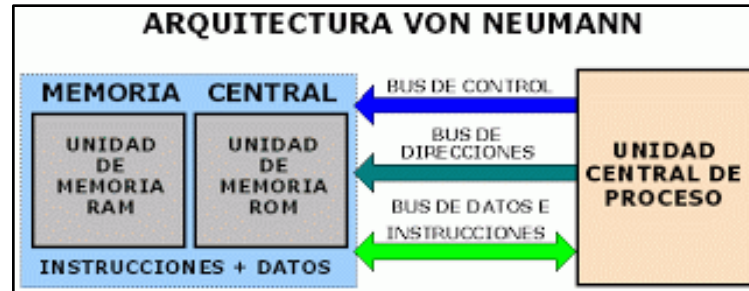 ARQUITECTURA VON NEUMANN
MEMORIA CENTRAL
UNIDAD
DE
MEMORIA
RAM
UNIDAD
DE
MEMORIA
ROM
INSTRUCCIONES + DATOS
BUS DE CONTROL
BUS DE
DIRECCIONES
BUS DE DATOS E
INSTRUCCIONES
UNIDAD
CENTRAL DE
PROCESO